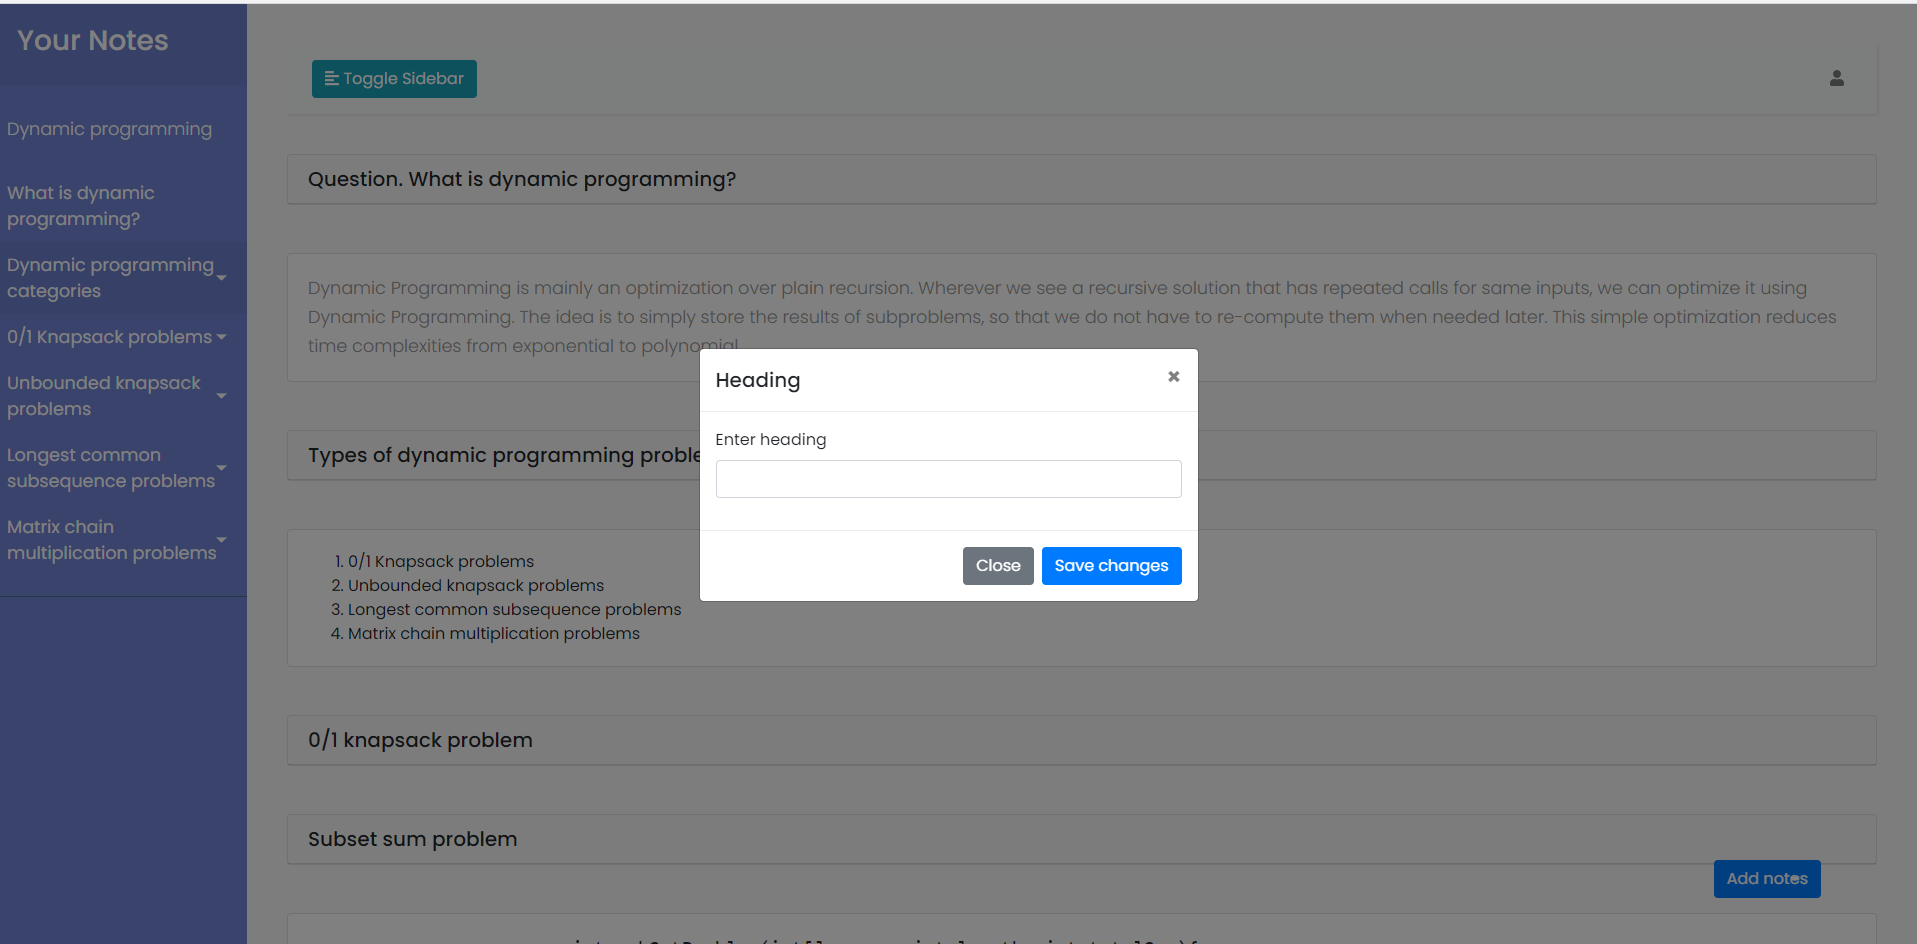 Your Notes
Dynamic programming
What is dynamic
programming?
Dynamic programming
categories
0/1 Knapsack problems
Unbounded knapsack
problems
Longest common
subsequence problems
Matrix chain
multiplication problems
Toggle Sidebar
Question. What is dynamic programming?
Dynamic Programming is mainly an optimization over plain recursion. Wherever we see a recursive solution that has repeated calls for same inputs, we can optimize it using
Dynamic Programming. The idea is to simply store the results of subproblems, so that we do not have to re-compute them when needed later. This simple optimization reduces
time complexities from exponential to polynomial.
Types of dynamic programming proble
1. 0/1 Knapsack problems
2. Unbounded knapsack problems
3. Longest common subsequence problems
4. Matrix chain multiplication problems
Heading
Enter heading
Close
Save changes
0/1 knapsack problem
Subset sum problem
Add notes